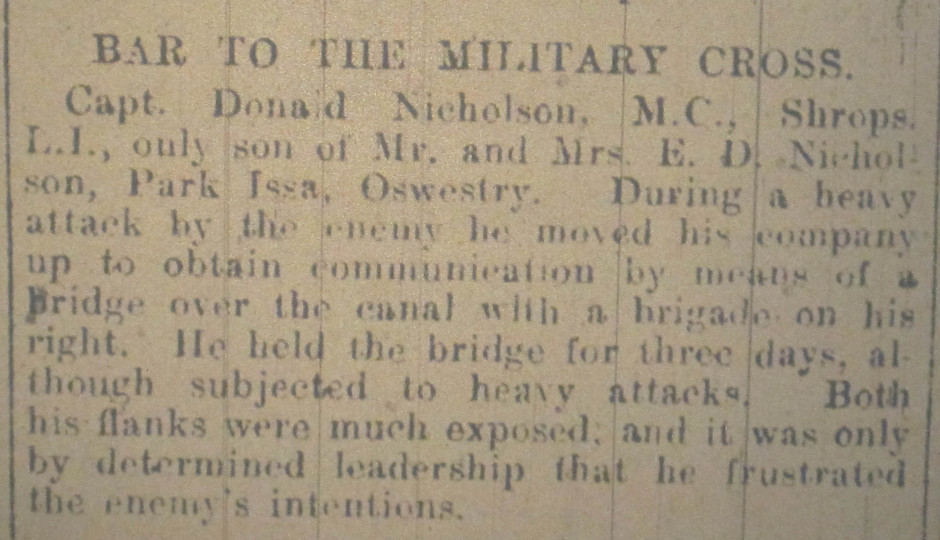 BAR TO THE MILITARY CROSS.
Capt. Donald Nicholson, M.C., Shrops.
L.I., only son of Mr. and Mrs. E. D. Nichol-
son, Park Issa, Oswestry. During a heavy
attack by the enemy he moved his company
up to obtain communication by means of a
bridge over the canal with a brigade on his
right. He held the bridge for three days, al-
though subjected to heavy attacks. Both
his flanks were much exposed; and it was only
by determined leadership that he frustrated
the enemy's intentions.